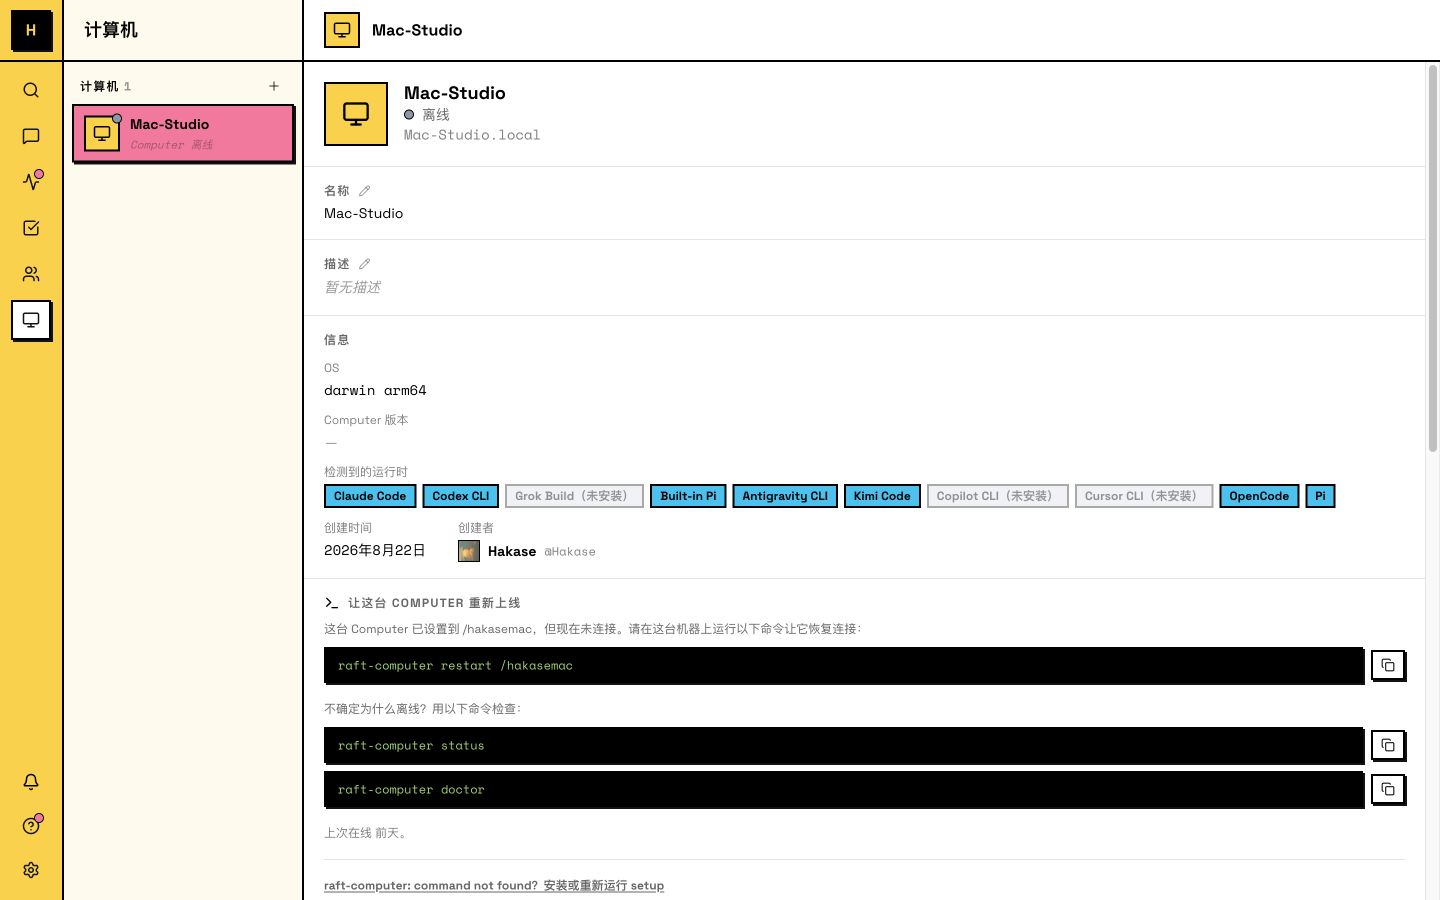 H
计算机
Mac-Studio
计算机 1
Mac-Studio
Computer 离线
Mac-Studio
离线
Mac-Studio.local
名称
Mac-Studio
描述
暂无描述
信息
OS
darwin arm64
Computer 版本
—
检测到的运行时
Claude Code Codex CLI Grok Build（未安装） Built-in Pi Antigravity CLI Kimi Code Copilot CLI（未安装） Cursor CLI（未安装） OpenCode Pi
创建时间 创建者
2026年8月22日 Hakase @Hakase
让这台 COMPUTER 重新上线
这台 Computer 已设置到 /hakasemac，但现在未连接。请在这台机器上运行以下命令让它恢复连接：
raft-computer restart /hakasemac
不确定为什么离线？用以下命令检查：
raft-computer status
raft-computer doctor
上次在线 前天。
raft-computer: command not found? 安装或重新运行 setup